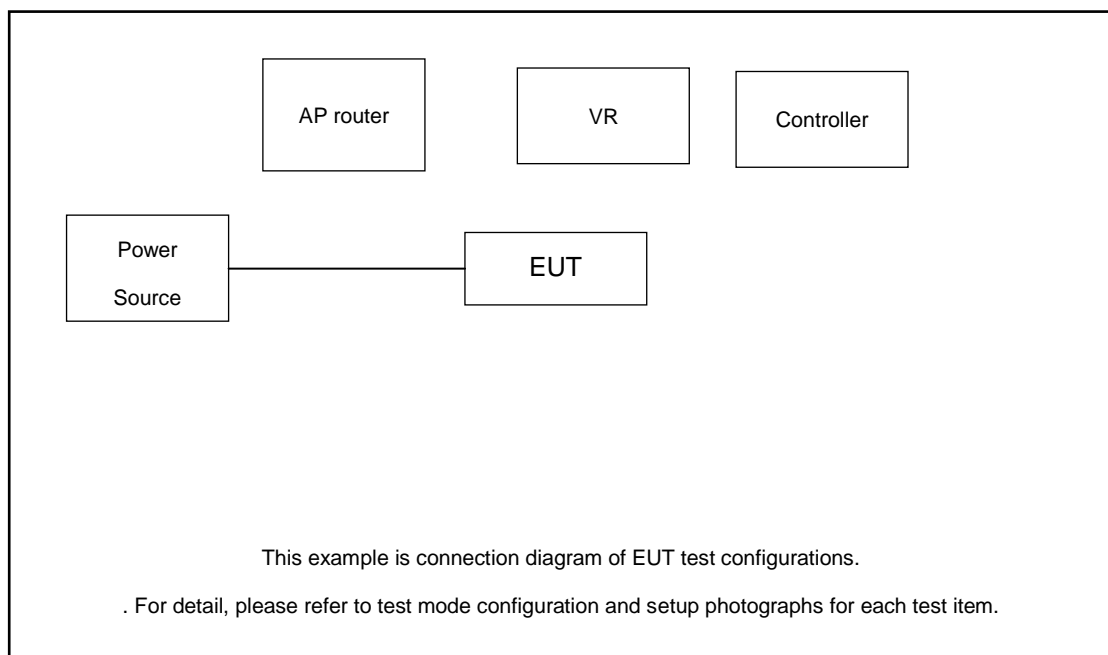 AP router
VR
Controller
Power
Source
EUT
This example is connection diagram of EUT test configurations.
. For detail, please refer to test mode configuration and setup photographs for each test item.